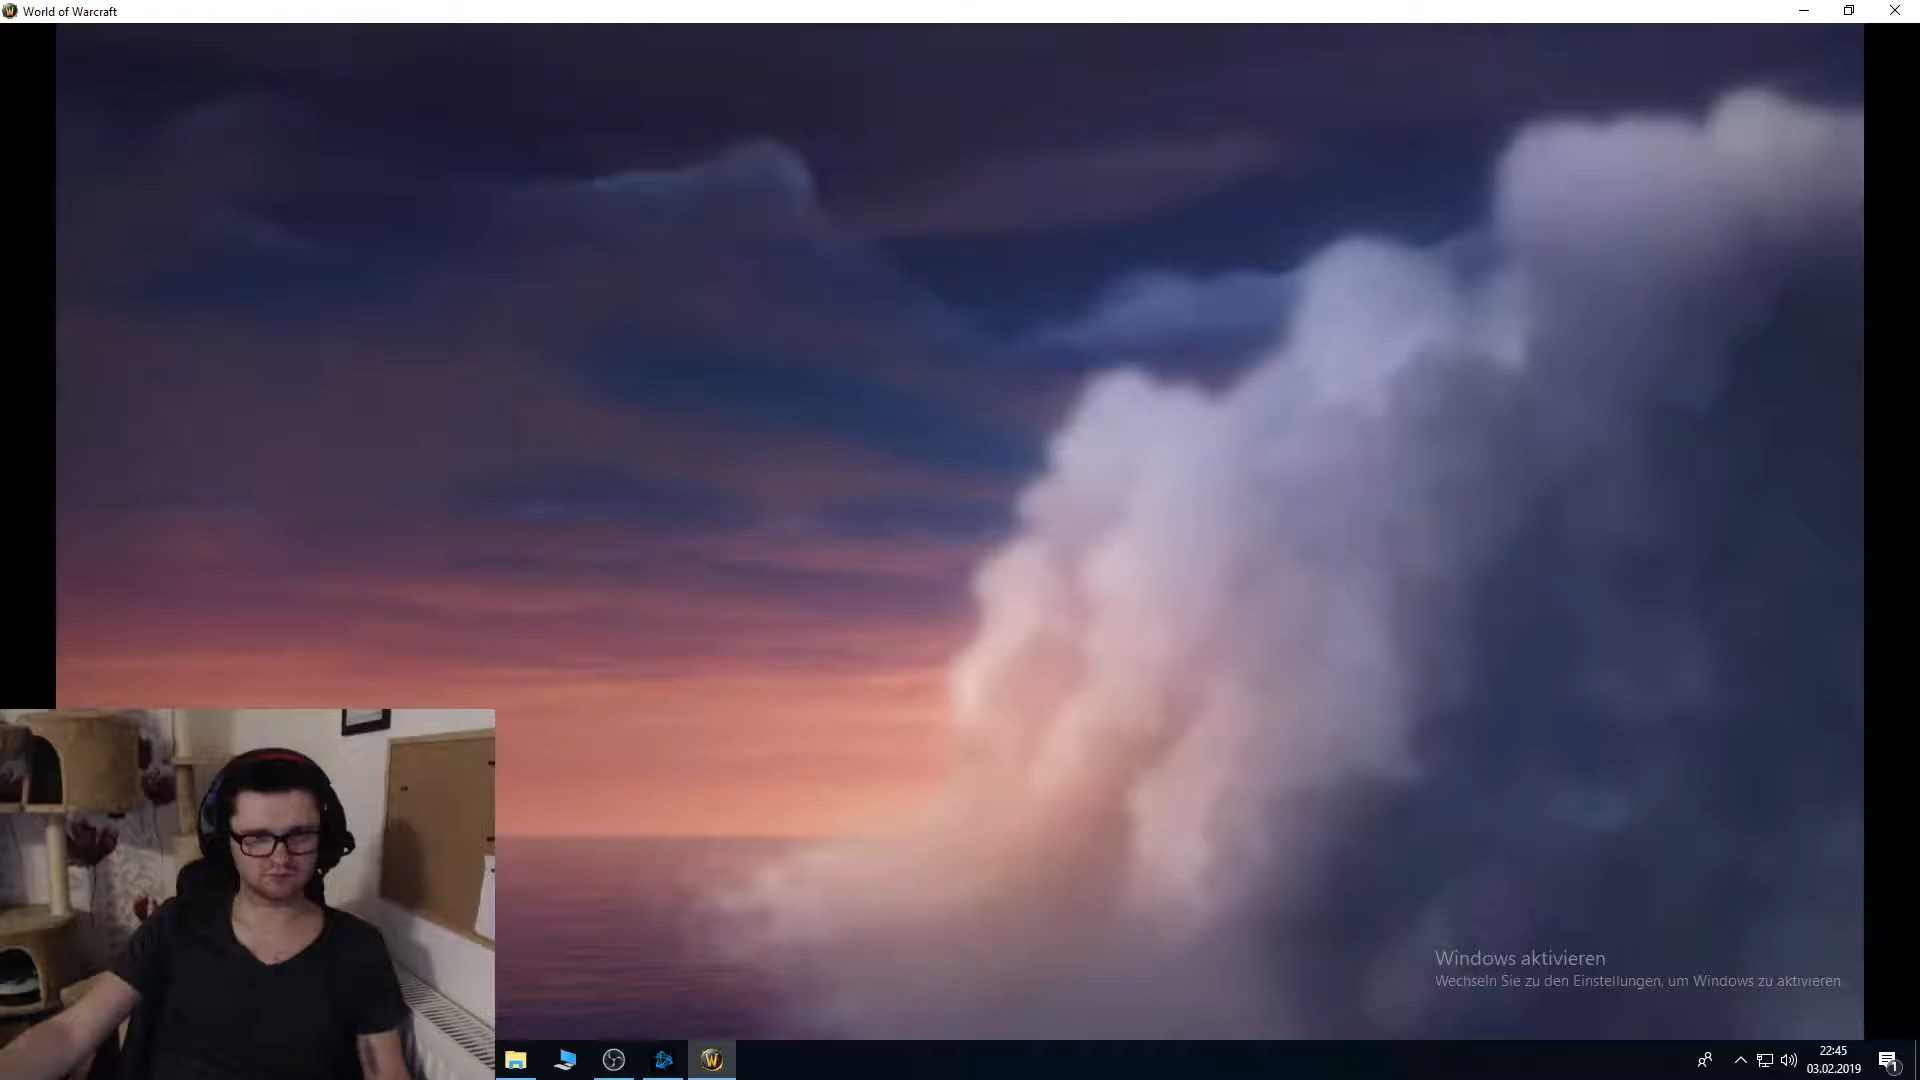 World of Warcraft
Windows aktivieren
Wechseln Sie zu den Einstellungen, um Windows zu aktivieren.
22:45
03.02.2019
1